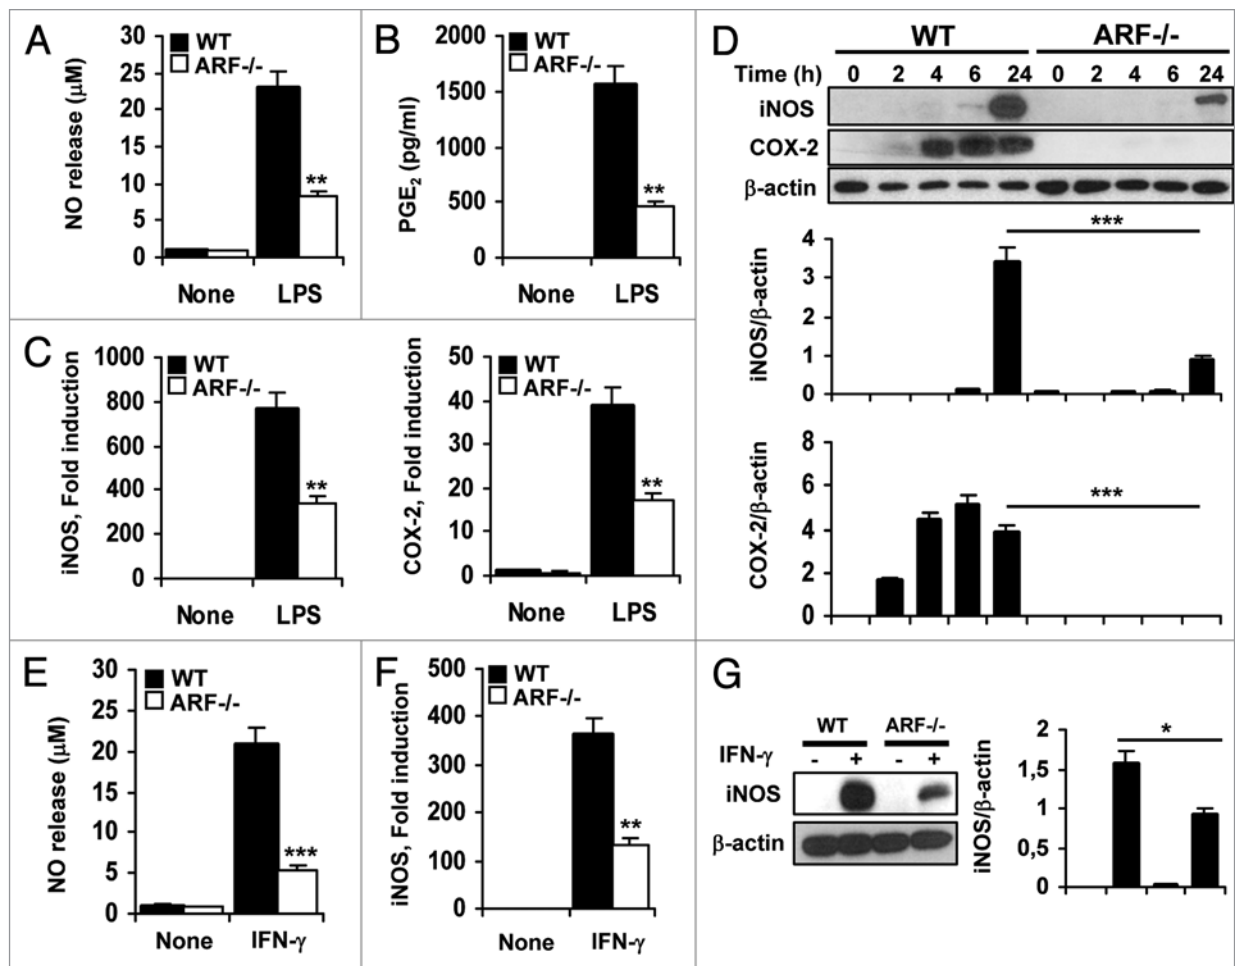 A
NO release (μM)
30
25
20
15
10
5
0
WT
ARF-/-
**
None LPS
B
PGE2 (pg/ml)
2000
1500
1000
500
0
WT
ARF-/-
**
None LPS
C
iNOS, Fold induction
1000
800
600
400
200
0
WT
ARF-/-
**
None LPS
COX-2, Fold induction
50
40
30
20
10
0
WT
ARF-/-
**
None LPS
D
WT ARF-/-
Time (h) 0 2 4 6 24 0 2 4 6 24
iNOS
COX-2
β-actin
iNOS/β-actin
4
3
2
1
0
***
COX-2/β-actin
8
6
4
2
0
***
E
NO release (μM)
30
25
20
15
10
5
0
WT
ARF-/-
***
None IFN-γ
F
iNOS, Fold induction
500
400
300
200
100
0
WT
ARF-/-
**
None IFN-γ
G
WT ARF-/-
IFN-γ - + - +
iNOS
β-actin
iNOS/β-actin
2
1,5
1
0,5
0
*